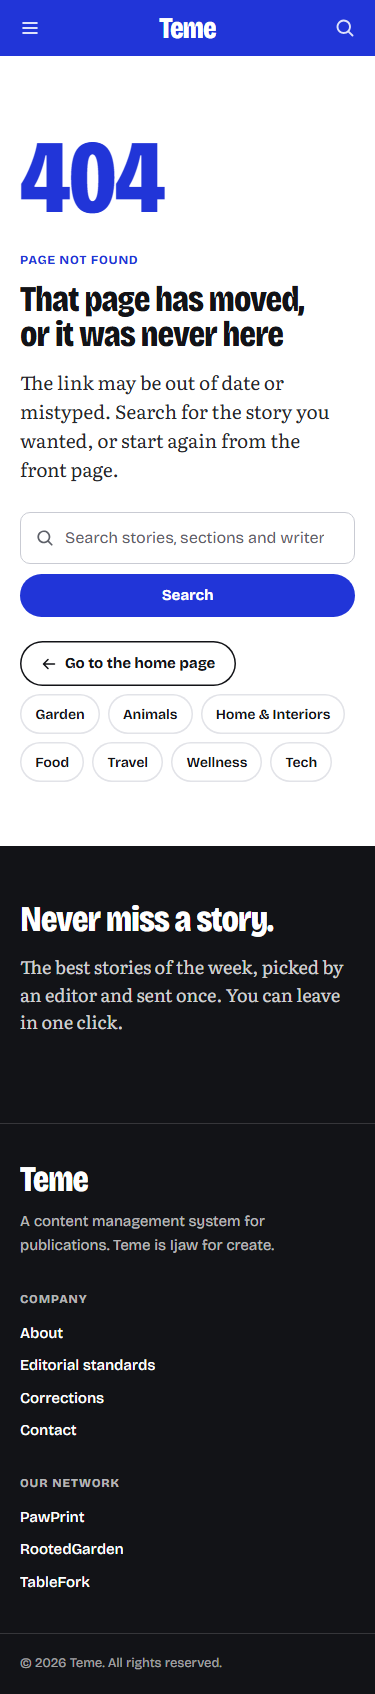 Teme
404
PAGE NOT FOUND
That page has moved,
or it was never here
The link may be out of date or
mistyped. Search for the story you
wanted, or start again from the
front page.
Search stories, sections and writer
Search
Go to the home page
Garden
Animals
Home & Interiors
Food
Travel
Wellness
Tech
Never miss a story.
The best stories of the week, picked by
an editor and sent once. You can leave
in one click.
Teme
A content management system for
publications. Teme is Ijaw for create.
COMPANY
About
Editorial standards
Corrections
Contact
OUR NETWORK
PawPrint
RootedGarden
TableFork
© 2026 Teme. All rights reserved.